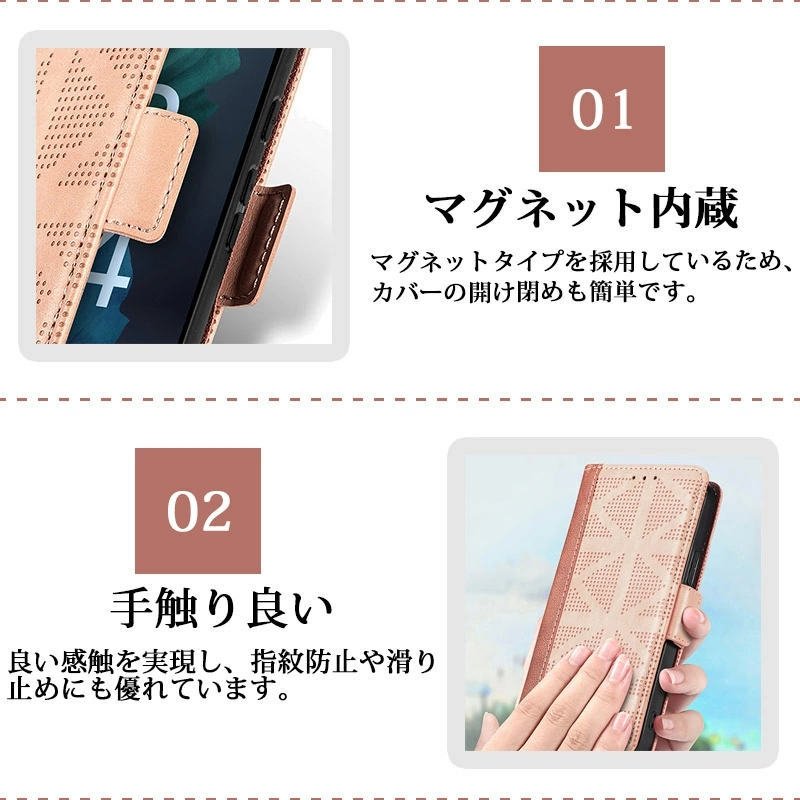 01
マグネット内蔵
マグネットタイプを採用しているため、
カバーの開け閉めも簡単です。
02
手触り良い
良い感触を実現し、指紋防止や滑り
止めにも優れています。